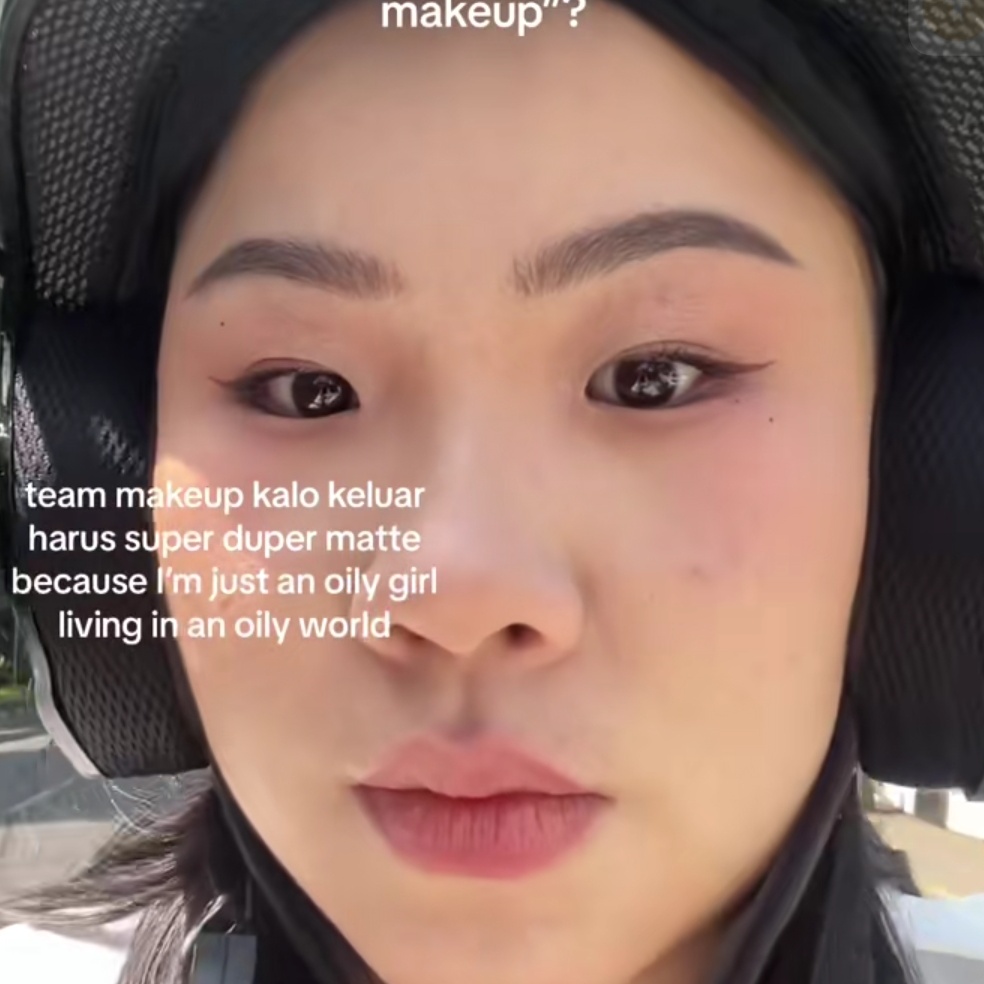 makeup”?
team makeup kalo keluar
harus super duper matte
because I’m just an oily girl
living in an oily world